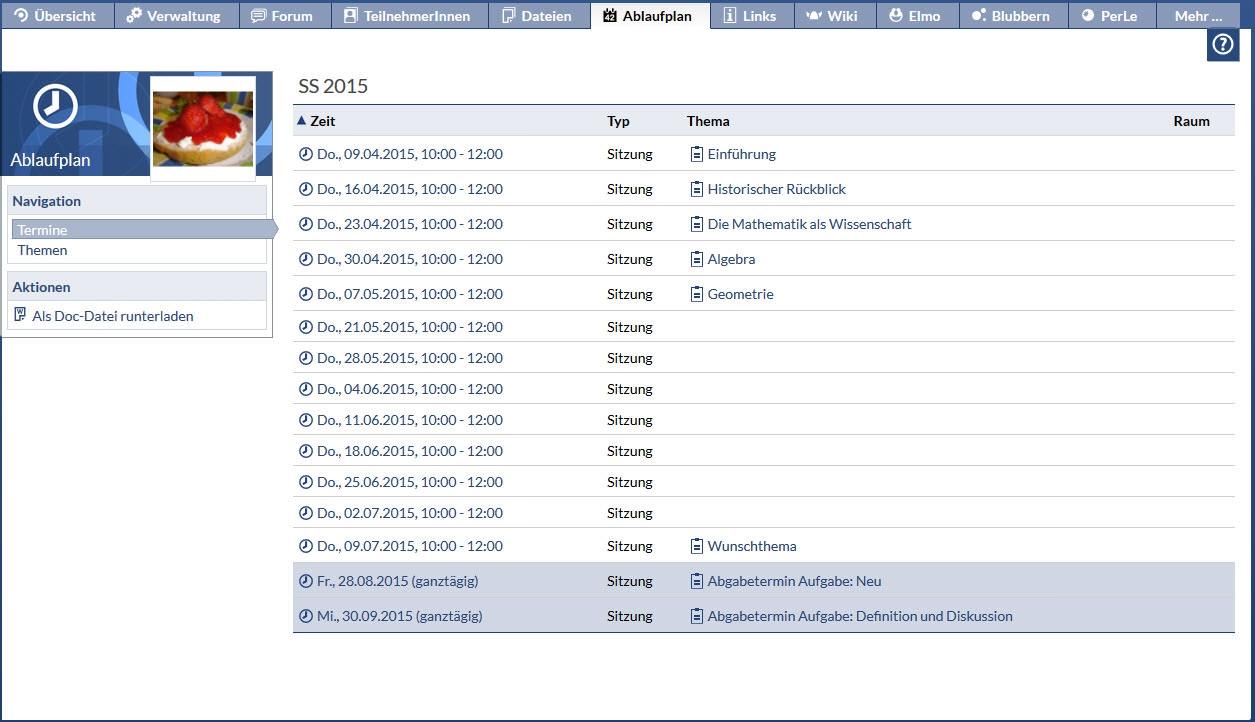 Übersicht Verwaltung Forum TeilnehmerInnen Dateien 42 Ablaufplan Links Wiki Elmo Blubbern PerLe Mehr ...
?
Ablaufplan
Navigation
Termine
Themen
Aktionen
W Als Doc-Datei runterladen
SS 2015
Zeit Typ Thema Raum
Do., 09.04.2015, 10:00 - 12:00 Sitzung Einführung
Do., 16.04.2015, 10:00 - 12:00 Sitzung Historischer Rückblick
Do., 23.04.2015, 10:00 - 12:00 Sitzung Die Mathematik als Wissenschaft
Do., 30.04.2015, 10:00 - 12:00 Sitzung Algebra
Do., 07.05.2015, 10:00 - 12:00 Sitzung Geometrie
Do., 21.05.2015, 10:00 - 12:00 Sitzung
Do., 28.05.2015, 10:00 - 12:00 Sitzung
Do., 04.06.2015, 10:00 - 12:00 Sitzung
Do., 11.06.2015, 10:00 - 12:00 Sitzung
Do., 18.06.2015, 10:00 - 12:00 Sitzung
Do., 25.06.2015, 10:00 - 12:00 Sitzung
Do., 02.07.2015, 10:00 - 12:00 Sitzung
Do., 09.07.2015, 10:00 - 12:00 Sitzung Wunschthema
Fr., 28.08.2015 (ganztägig) Sitzung Abgabetermin Aufgabe: Neu
Mi., 30.09.2015 (ganztägig) Sitzung Abgabetermin Aufgabe: Definition und Diskussion